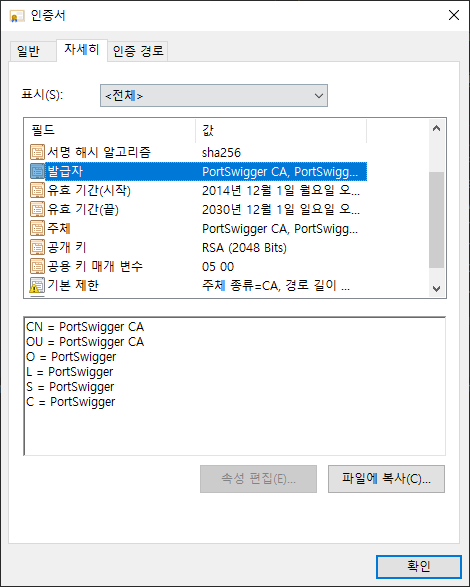 인증서
일반 자세히 인증 경로
표시(S): <전체>
필드 값
서명 해시 알고리즘 sha256
발급자 PortSwigger CA, PortSwigg...
유효 기간(시작) 2014년 12월 1일 월요일 오...
유효 기간(끝) 2030년 12월 1일 일요일 오...
주체 PortSwigger CA, PortSwigg...
공개 키 RSA (2048 Bits)
공용 키 매개 변수 05 00
기본 제한 주체 종류=CA, 경로 길이 ...
CN = PortSwigger CA
OU = PortSwigger CA
O = PortSwigger
L = PortSwigger
S = PortSwigger
C = PortSwigger
속성 편집(E)... 파일에 복사(C)...
확인